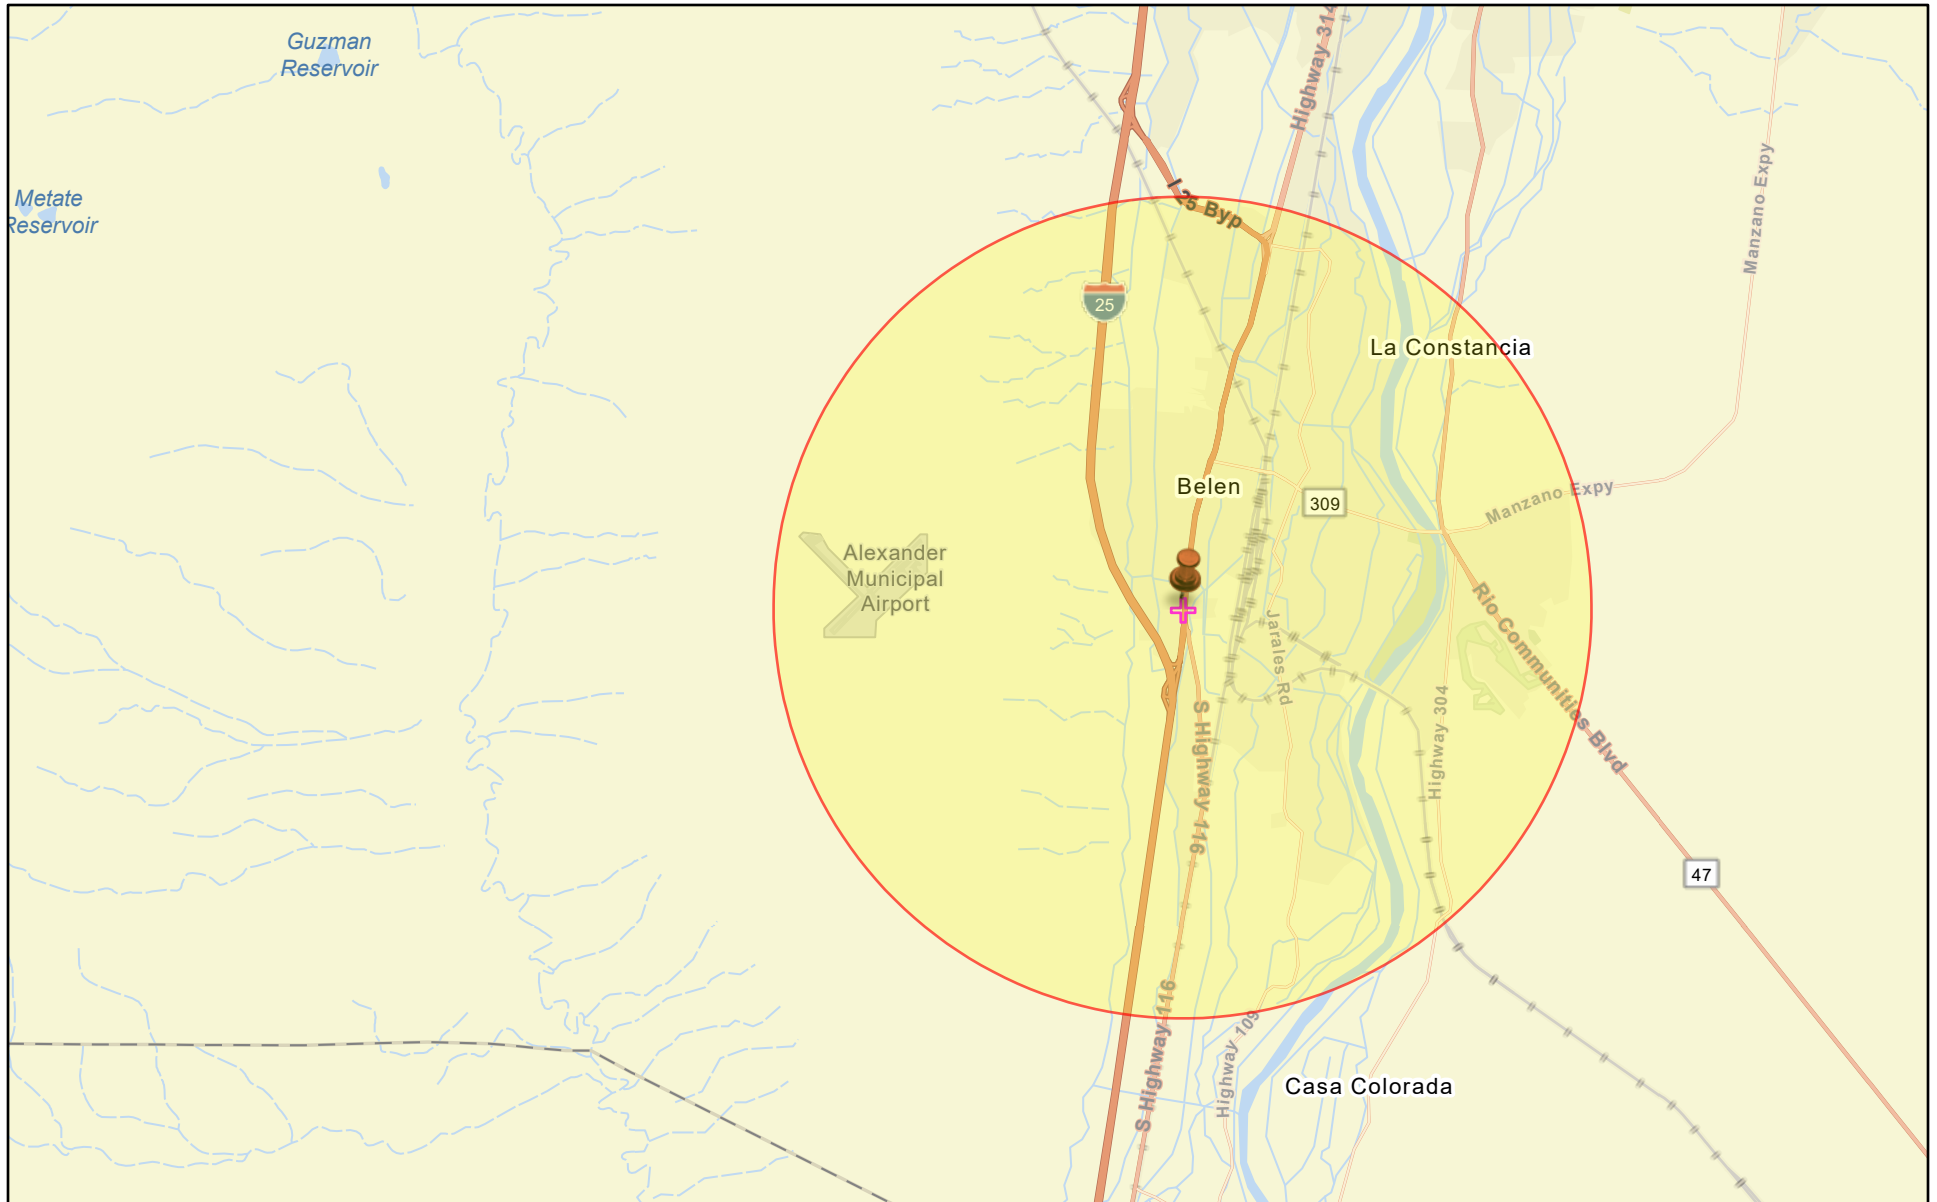 Guzman
Reservoir
Highway 314
Manzano Expy
Metate
Reservoir
I-25 Byp
25
La Constancia
Belen
309
Manzano Expy
Alexander
Municipal
Airport
Jarales Rd
Rio Communities Blvd
Highway 304
S Highway 116
47
S Highway 116
Highway 109
Casa Colorada